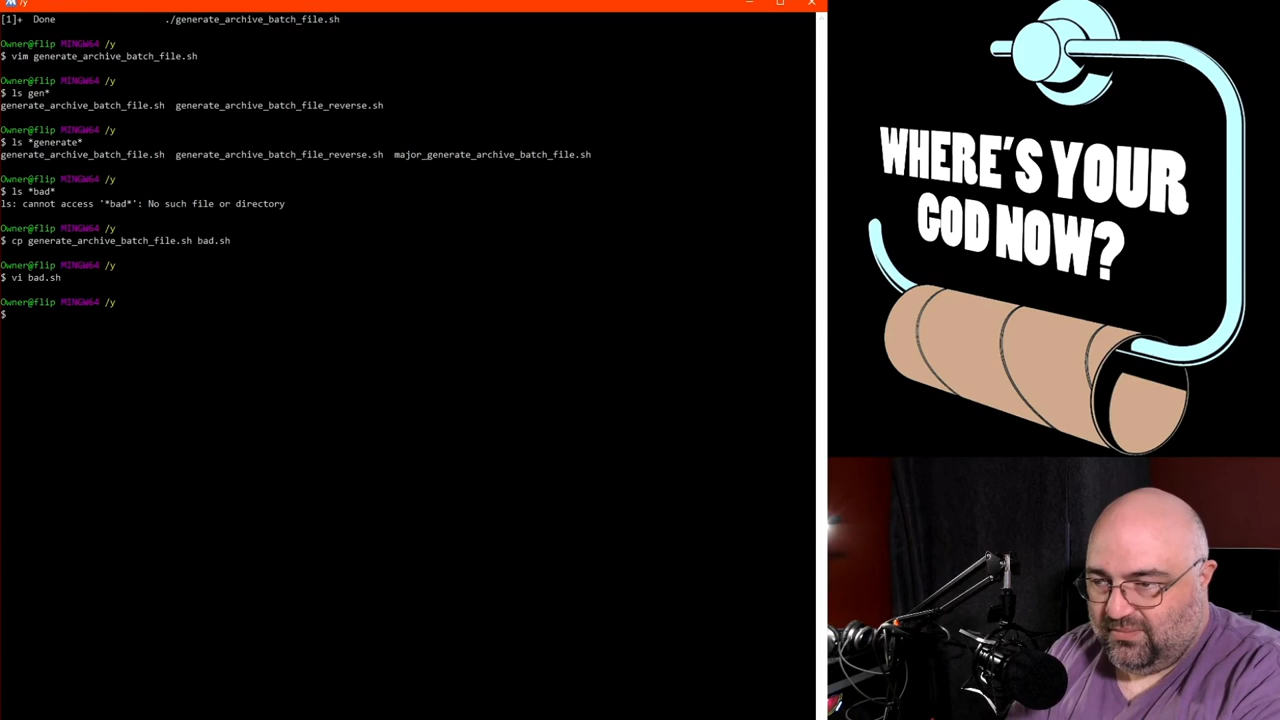 /y
[1]+  Done                    ./generate_archive_batch_file.sh
Owner@flip MINGW64 /y
$ vim generate_archive_batch_file.sh
Owner@flip MINGW64 /y
$ ls gen*
generate_archive_batch_file.sh  generate_archive_batch_file_reverse.sh
Owner@flip MINGW64 /y
$ ls *generate*
generate_archive_batch_file.sh  generate_archive_batch_file_reverse.sh  major_generate_archive_batch_file.sh
Owner@flip MINGW64 /y
$ ls *bad*
ls: cannot access '*bad*': No such file or directory
Owner@flip MINGW64 /y
$ cp generate_archive_batch_file.sh bad.sh
Owner@flip MINGW64 /y
$ vi bad.sh
Owner@flip MINGW64 /y
$
WHERE'S YOUR
GOD NOW?